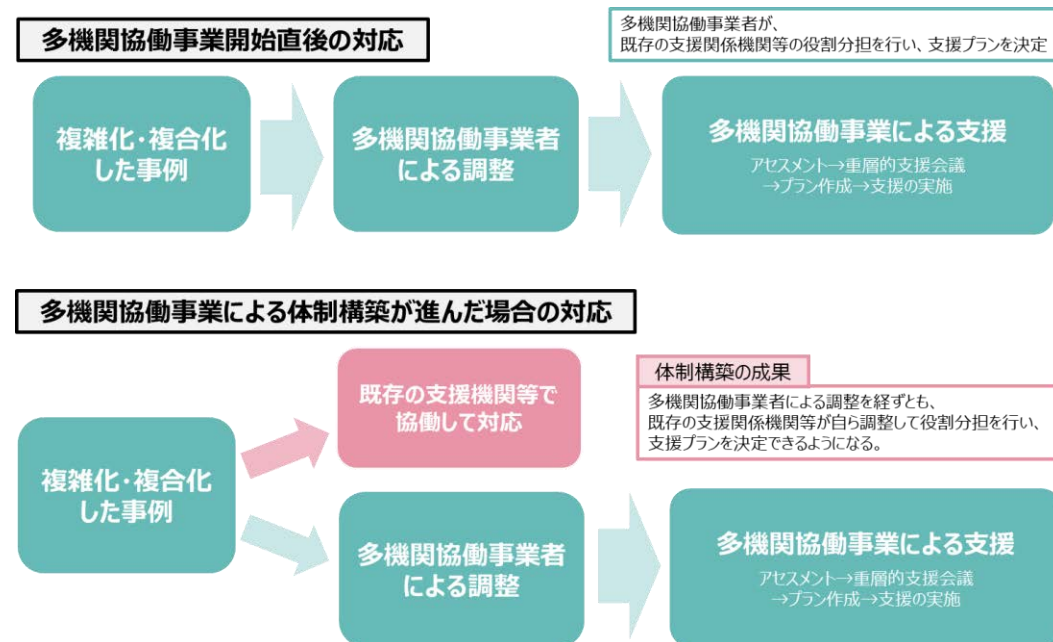 多機関協働事業開始直後の対応
多機関協働事業者が、
既存の支援関係機関等の役割分担を行い、支援プランを決定
複雑化・複合化
した事例
多機関協働事業者
による調整
多機関協働事業による支援
アセスメント→重層的支援会議
→プラン作成→支援の実施
多機関協働事業による体制構築が進んだ場合の対応
既存の支援機関等で
協働して対応
体制構築の成果
多機関協働事業者による調整を経ずとも、
既存の支援関係機関等が自ら調整して役割分担を行い、
支援プランを決定できるようになる。
複雑化・複合化
した事例
多機関協働事業者
による調整
多機関協働事業による支援
アセスメント→重層的支援会議
→プラン作成→支援の実施